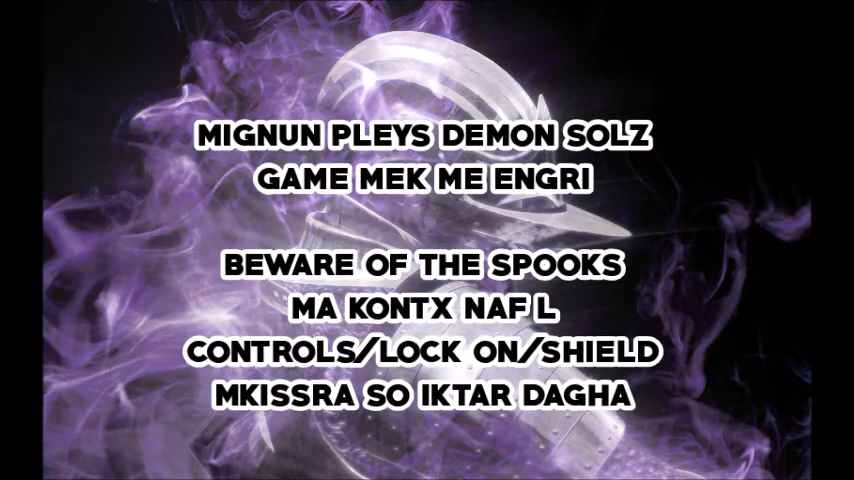 MIGNUN PLEYS DEMON SOLZ
GAME MEK ME ENGRI
BEWARE OF THE SPOOKS
MA KONTX NAF L
CONTROLS/LOCK ON/SHIELD
MKISSRA SO IKTAR DAGHA